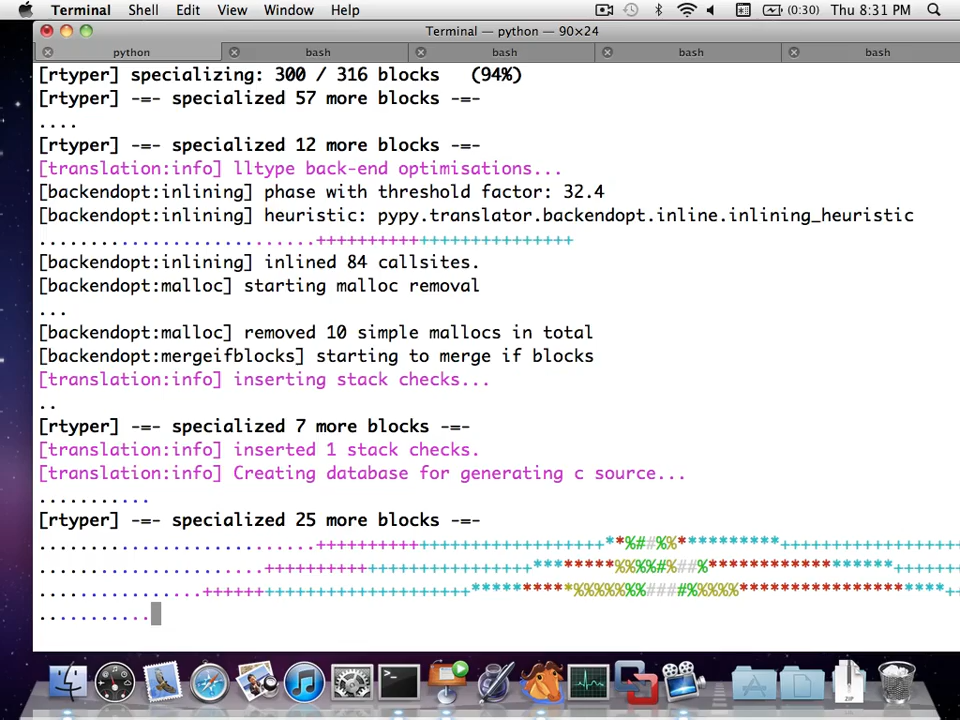 Terminal Shell Edit View Window Help (0:30) Thu 8:31 PM
Terminal — python — 90×24
python bash bash bash bash
[rtyper] specializing: 300 / 316 blocks (94%)
[rtyper] -=- specialized 57 more blocks -=-
....
[rtyper] -=- specialized 12 more blocks -=-
[translation:info] lltype back-end optimisations...
[backendopt:inlining] phase with threshold factor: 32.4
[backendopt:inlining] heuristic: pypy.translator.backendopt.inline.inlining_heuristic
...........................+++++++++++++++++++++++
[backendopt:inlining] inlined 84 callsites.
[backendopt:malloc] starting malloc removal
...
[backendopt:malloc] removed 10 simple mallocs in total
[backendopt:mergeifblocks] starting to merge if blocks
[translation:info] inserting stack checks...
..
[rtyper] -=- specialized 7 more blocks -=-
[translation:info] inserted 1 stack checks.
[translation:info] Creating database for generating c source...
...........
[rtyper] -=- specialized 25 more blocks -=-
...........................++++++++++++++++++++++++++++**%##%%**********++++++++++++++++++
......................++++++++++++++++++++++++++********%%%%#%##%******************+++++++
................++++++++++++++++++++++++++**********%%%%%%%####%%%%%********************++
...........
ZIP